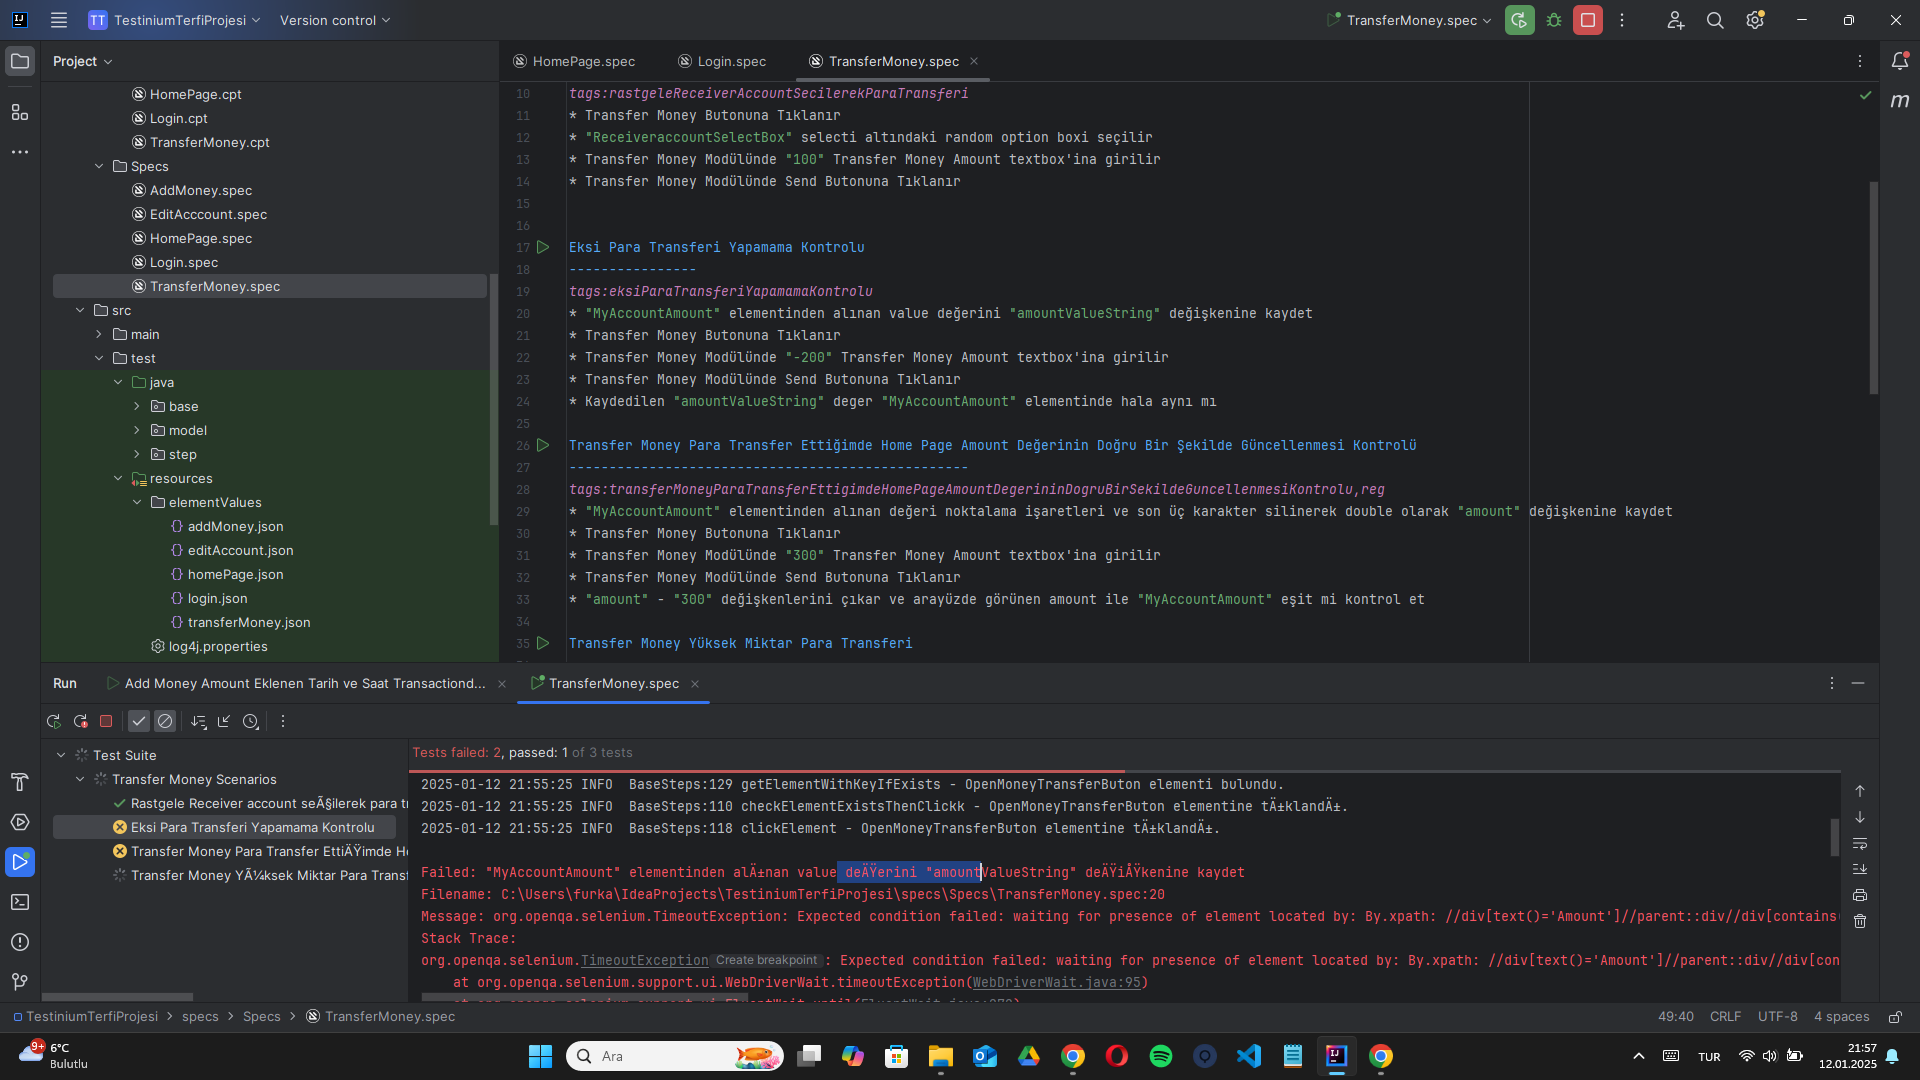 TT TestiniumTerfiProjesi Version control TransferMoney.spec
Project
HomePage.cpt
Login.cpt
TransferMoney.cpt
Specs
AddMoney.spec
EditAcccount.spec
HomePage.spec
Login.spec
TransferMoney.spec
src
main
test
java
base
model
step
resources
elementValues
addMoney.json
editAccount.json
homePage.json
login.json
transferMoney.json
log4j.properties
HomePage.spec Login.spec TransferMoney.spec
10 tags:rastgeleReceiverAccountSecilerekParaTransferi
11 * Transfer Money Butonuna Tıklanır
12 * "ReceiveraccountSelectBox" selecti altındaki random option boxi seçilir
13 * Transfer Money Modülünde "100" Transfer Money Amount textbox'ina girilir
14 * Transfer Money Modülünde Send Butonuna Tıklanır
15
16
17 Eksi Para Transferi Yapamama Kontrolu
18 ----------------
19 tags:eksiParaTransferiYapamamaKontrolu
20 * "MyAccountAmount" elementinden alınan value değerini "amountValueString" değişkenine kaydet
21 * Transfer Money Butonuna Tıklanır
22 * Transfer Money Modülünde "-200" Transfer Money Amount textbox'ina girilir
23 * Transfer Money Modülünde Send Butonuna Tıklanır
24 * Kaydedilen "amountValueString" deger "MyAccountAmount" elementinde hala aynı mı
25
26 Transfer Money Para Transfer Ettiğimde Home Page Amount Değerinin Doğru Bir Şekilde Güncellenmesi Kontrolü
27 --------------------------------------------------
28 tags:transferMoneyParaTransferEttigimdeHomePageAmountDegerininDogruBirSekildeGuncellenmesiKontrolu,reg
29 * "MyAccountAmount" elementinden alınan değeri noktalama işaretleri ve son üç karakter silinerek double olarak "amount" değişkenine kaydet
30 * Transfer Money Butonuna Tıklanır
31 * Transfer Money Modülünde "300" Transfer Money Amount textbox'ina girilir
32 * Transfer Money Modülünde Send Butonuna Tıklanır
33 * "amount" - "300" değişkenlerini çıkar ve arayüzde görünen amount ile "MyAccountAmount" eşit mi kontrol et
34
35 Transfer Money Yüksek Miktar Para Transferi
Run Add Money Amount Eklenen Tarih ve Saat Transactiond... TransferMoney.spec
Test Suite
Transfer Money Scenarios
Rastgele Receiver account seÃ§ilerek para tr
Eksi Para Transferi Yapamama Kontrolu
Transfer Money Para Transfer EttiÄŸimde Ho
Transfer Money YÃ¼ksek Miktar Para Transf
Tests failed: 2, passed: 1 of 3 tests
2025-01-12 21:55:25 INFO BaseSteps:129 getElementWithKeyIfExists - OpenMoneyTransferButon elementi bulundu.
2025-01-12 21:55:25 INFO BaseSteps:110 checkElementExistsThenClickk - OpenMoneyTransferButon elementine tÄ±klandÄ±.
2025-01-12 21:55:25 INFO BaseSteps:118 clickElement - OpenMoneyTransferButon elementine tÄ±klandÄ±.
Failed: "MyAccountAmount" elementinden alÄ±nan value deÄŸerini "amountValueString" deÄŸiÅŸkenine kaydet
Filename: C:\Users\furka\IdeaProjects\TestiniumTerfiProjesi\specs\Specs\TransferMoney.spec:20
Message: org.openqa.selenium.TimeoutException: Expected condition failed: waiting for presence of element located by: By.xpath: //div[text()='Amount']//parent::div//div[contains(
Stack Trace:
org.openqa.selenium.TimeoutException Create breakpoint : Expected condition failed: waiting for presence of element located by: By.xpath: //div[text()='Amount']//parent::div//div[con
at org.openqa.selenium.support.ui.WebDriverWait.timeoutException(WebDriverWait.java:95)
TestiniumTerfiProjesi > specs > Specs > TransferMoney.spec 49:40 CRLF UTF-8 4 spaces
9+ 6°C
Bulutlu
Ara
TUR
21:57
12.01.2025